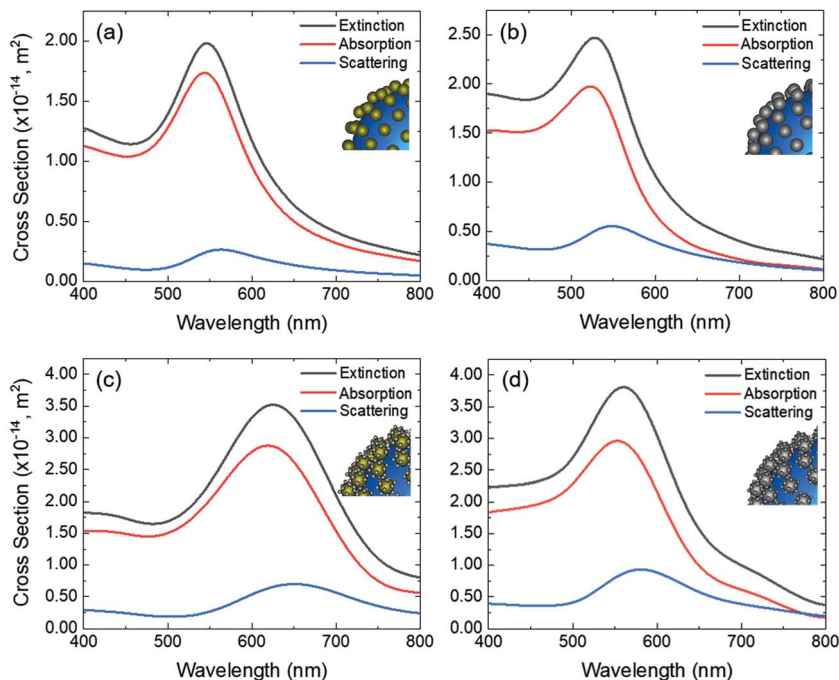 (a)
Extinction
Absorption
Scattering
2.00
1.50
1.00
0.50
0.00
400 500 600 700 800
Wavelength (nm)
Cross Section (x10⁻¹⁴, m²)
(b)
Extinction
Absorption
Scattering
2.50
2.00
1.50
1.00
0.50
0.00
400 500 600 700 800
Wavelength (nm)
(c)
Extinction
Absorption
Scattering
4.00
3.50
3.00
2.50
2.00
1.50
1.00
0.50
0.00
400 500 600 700 800
Wavelength (nm)
Cross Section (x10⁻¹⁴, m²)
(d)
Extinction
Absorption
Scattering
4.00
3.50
3.00
2.50
2.00
1.50
1.00
0.50
0.00
400 500 600 700 800
Wavelength (nm)